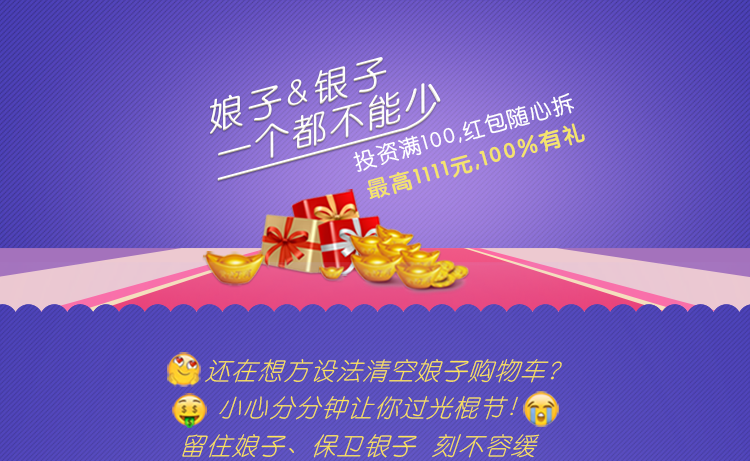 娘子&银子
一个都不能少
投资满100,红包随心拆
最高1111元,100%有礼
还在想方设法清空娘子购物车?
小心分分钟让你过光棍节!
留住娘子、保卫银子 刻不容缓